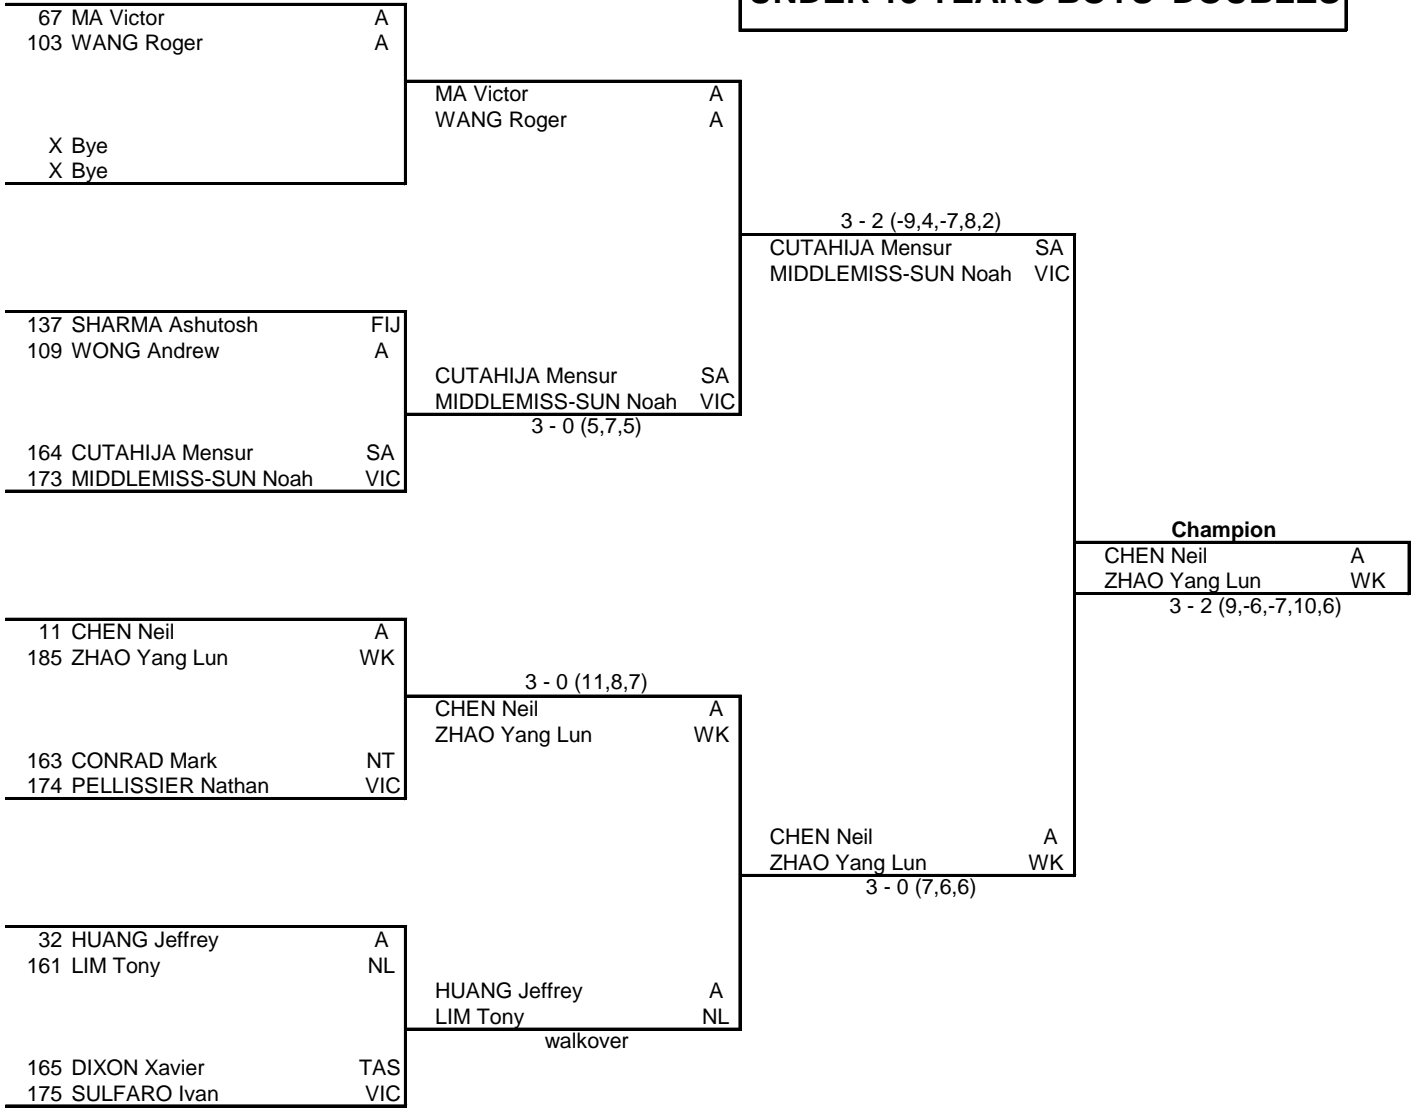 UNDER YEARS BOYS' DOUBLES
67 MA Victor A
103 WANG Roger A
X Bye
X Bye
137 SHARMA Ashutosh FIJ
109 WONG Andrew A
164 CUTAHIJA Mensur SA
173 MIDDLEMISS-SUN Noah VIC
11 CHEN Neil A
185 ZHAO Yang Lun WK
163 CONRAD Mark NT
174 PELLISSIER Nathan VIC
32 HUANG Jeffrey A
161 LIM Tony NL
165 DIXON Xavier TAS
175 SULFARO Ivan VIC
MA Victor A
WANG Roger A
CUTAHIJA Mensur SA
MIDDLEMISS-SUN Noah VIC
3 - 0 (5,7,5)
3 - 0 (11,8,7)
CHEN Neil A
ZHAO Yang Lun WK
HUANG Jeffrey A
LIM Tony NL
walkover
3 - 2 (-9,4,-7,8,2)
CUTAHIJA Mensur SA
MIDDLEMISS-SUN Noah VIC
CHEN Neil A
ZHAO Yang Lun WK
3 - 0 (7,6,6)
Champion
CHEN Neil A
ZHAO Yang Lun WK
3 - 2 (9,-6,-7,10,6)